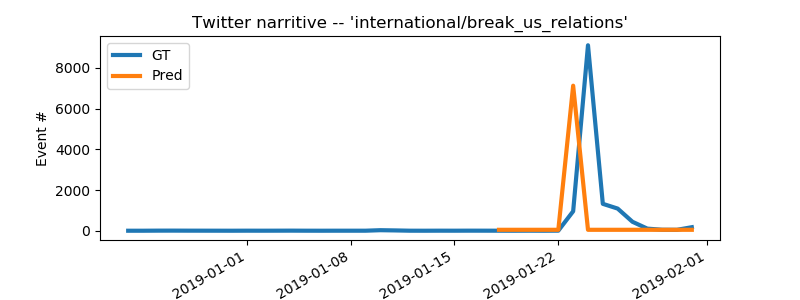 Twitter narritive -- 'international/break_us_relations'
GT
Pred
Event #
8000
6000
4000
2000
0
2019-01-01
2019-01-08
2019-01-15
2019-01-22
2019-02-01